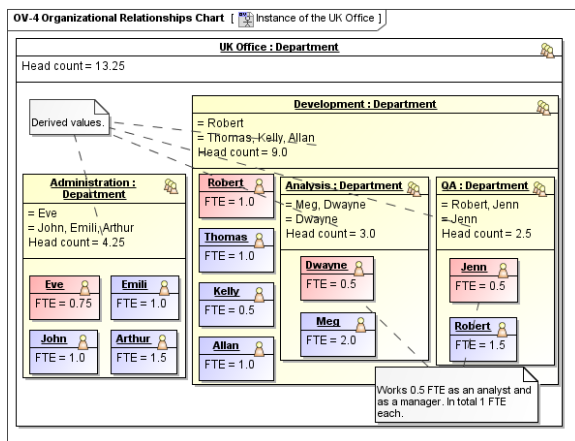 OV-4 Organizational Relationships Chart [ Instance of the UK Office ]
UK Office : Department
Head count = 13.25
Derived values.
Development : Department
= Robert
= Thomas, Kelly, Allan
Head count = 9.0
Administration :
Department
= Eve
= John, Emili, Arthur
Head count = 4.25
Eve
FTE = 0.75
Emili
FTE = 1.0
John
FTE = 1.0
Arthur
FTE = 1.5
Robert
FTE = 1.0
Thomas
FTE = 1.0
Kelly
FTE = 0.5
Allan
FTE = 1.0
Analysis : Department
= Meg, Dwayne
= Dwayne
Head count = 3.0
Dwayne
FTE = 0.5
Meg
FTE = 2.0
QA : Department
= Robert, Jenn
= Jenn
Head count = 2.5
Jenn
FTE = 0.5
Robert
FTE = 1.5
Works 0.5 FTE as an analyst and
as a manager. In total 1 FTE
each.